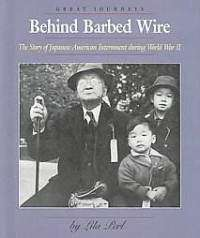 GREAT JOURNEYS
Behind Barbed Wire
The Story of Japanese American Internment during World War II
by Lila Perl